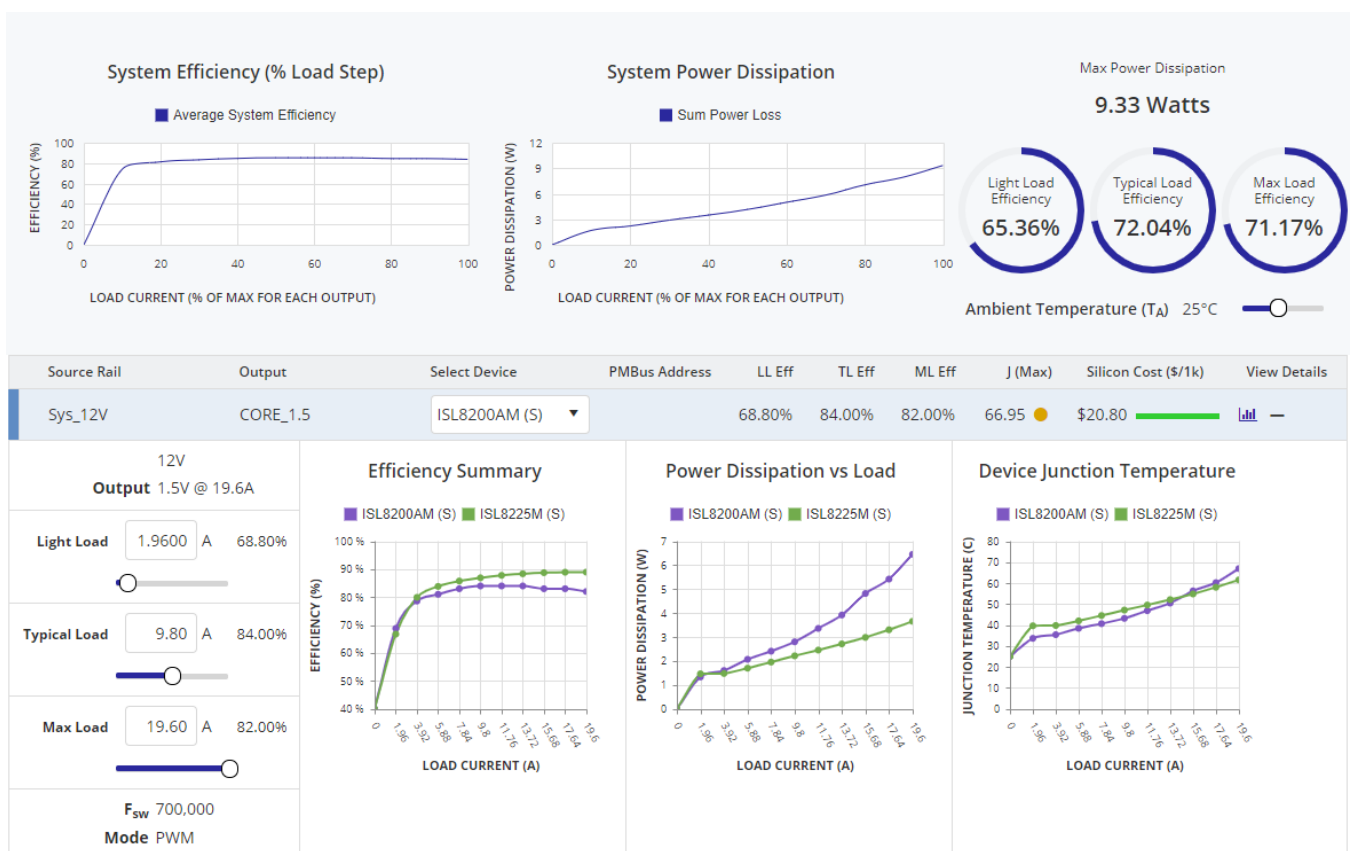 System Efficiency (% Load Step)
Average System Efficiency
EFFICIENCY (%)
100
80
60
40
20
0
0 20 40 60 80 100
LOAD CURRENT (% OF MAX FOR EACH OUTPUT)
System Power Dissipation
Sum Power Loss
POWER DISSIPATION (W)
12
9
6
3
0
0 20 40 60 80 100
LOAD CURRENT (% OF MAX FOR EACH OUTPUT)
Max Power Dissipation
9.33 Watts
Light Load
Efficiency
65.36%
Typical Load
Efficiency
72.04%
Max Load
Efficiency
71.17%
Ambient Temperature (TA) 25°C
Source Rail Output Select Device PMBus Address LL Eff TL Eff ML Eff J (Max) Silicon Cost ($/1k) View Details
Sys_12V CORE_1.5 ISL8200AM (S) 68.80% 84.00% 82.00% 66.95 $20.80
12V
Output 1.5V @ 19.6A
Light Load 1.9600 A 68.80%
Typical Load 9.80 A 84.00%
Max Load 19.60 A 82.00%
FSW 700,000
Mode PWM
Efficiency Summary
ISL8200AM (S) ISL8225M (S)
EFFICIENCY (%)
100 %
90 %
80 %
70 %
60 %
50 %
40 %
0 1.96 3.92 5.88 7.84 9.8 11.76 13.72 15.68 17.64 19.6
LOAD CURRENT (A)
Power Dissipation vs Load
ISL8200AM (S) ISL8225M (S)
POWER DISSIPATION (W)
7
6
5
4
3
2
1
0
0 1.96 3.92 5.88 7.84 9.8 11.76 13.72 15.68 17.64 19.6
LOAD CURRENT (A)
Device Junction Temperature
ISL8200AM (S) ISL8225M (S)
JUNCTION TEMPERATURE (C)
80
70
60
50
40
30
20
10
0
0 1.96 3.92 5.88 7.84 9.8 11.76 13.72 15.68 17.64 19.6
LOAD CURRENT (A)